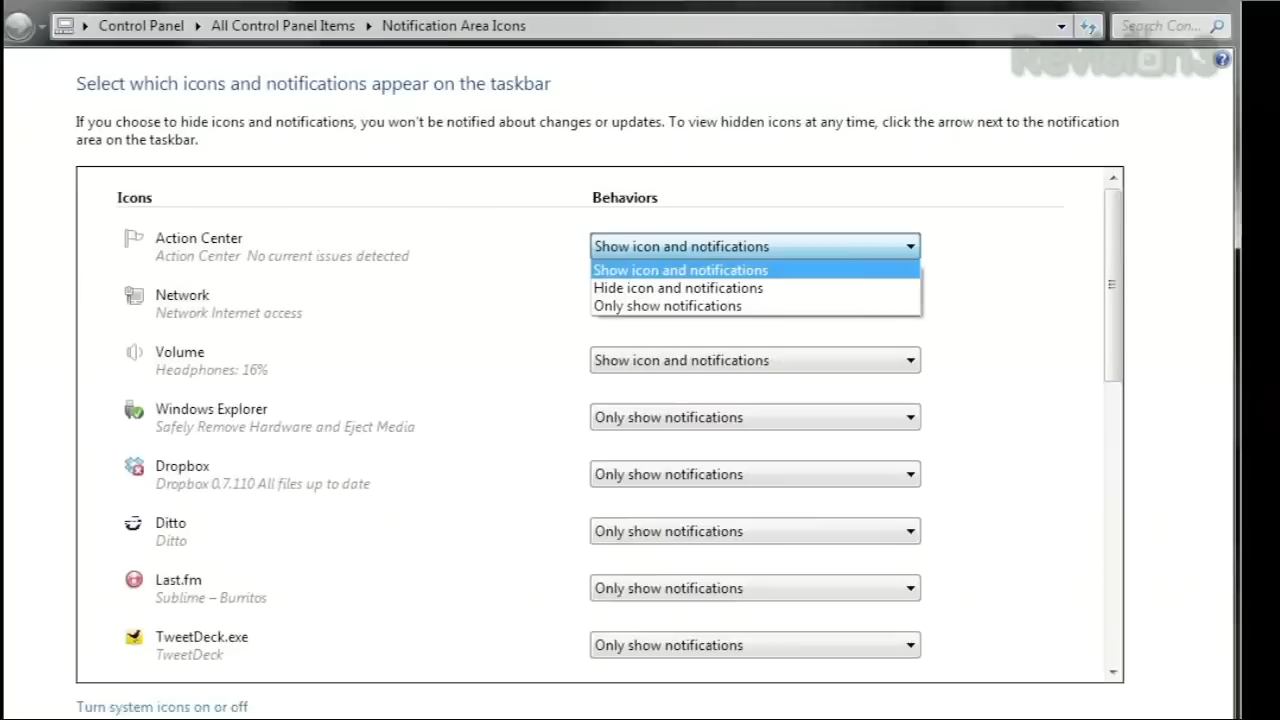 Control Panel ▸ All Control Panel Items ▸ Notification Area Icons
Search Con...
Revision3
Select which icons and notifications appear on the taskbar
If you choose to hide icons and notifications, you won't be notified about changes or updates. To view hidden icons at any time, click the arrow next to the notification
area on the taskbar.
Icons Behaviors
Action Center
Action Center No current issues detected
Show icon and notifications
Show icon and notifications
Hide icon and notifications
Only show notifications
Network
Network Internet access
Volume
Headphones: 16%
Show icon and notifications
Windows Explorer
Safely Remove Hardware and Eject Media
Only show notifications
Dropbox
Dropbox 0.7.110 All files up to date
Only show notifications
Ditto
Ditto
Only show notifications
Last.fm
Sublime – Burritos
Only show notifications
TweetDeck.exe
TweetDeck
Only show notifications
Turn system icons on or off